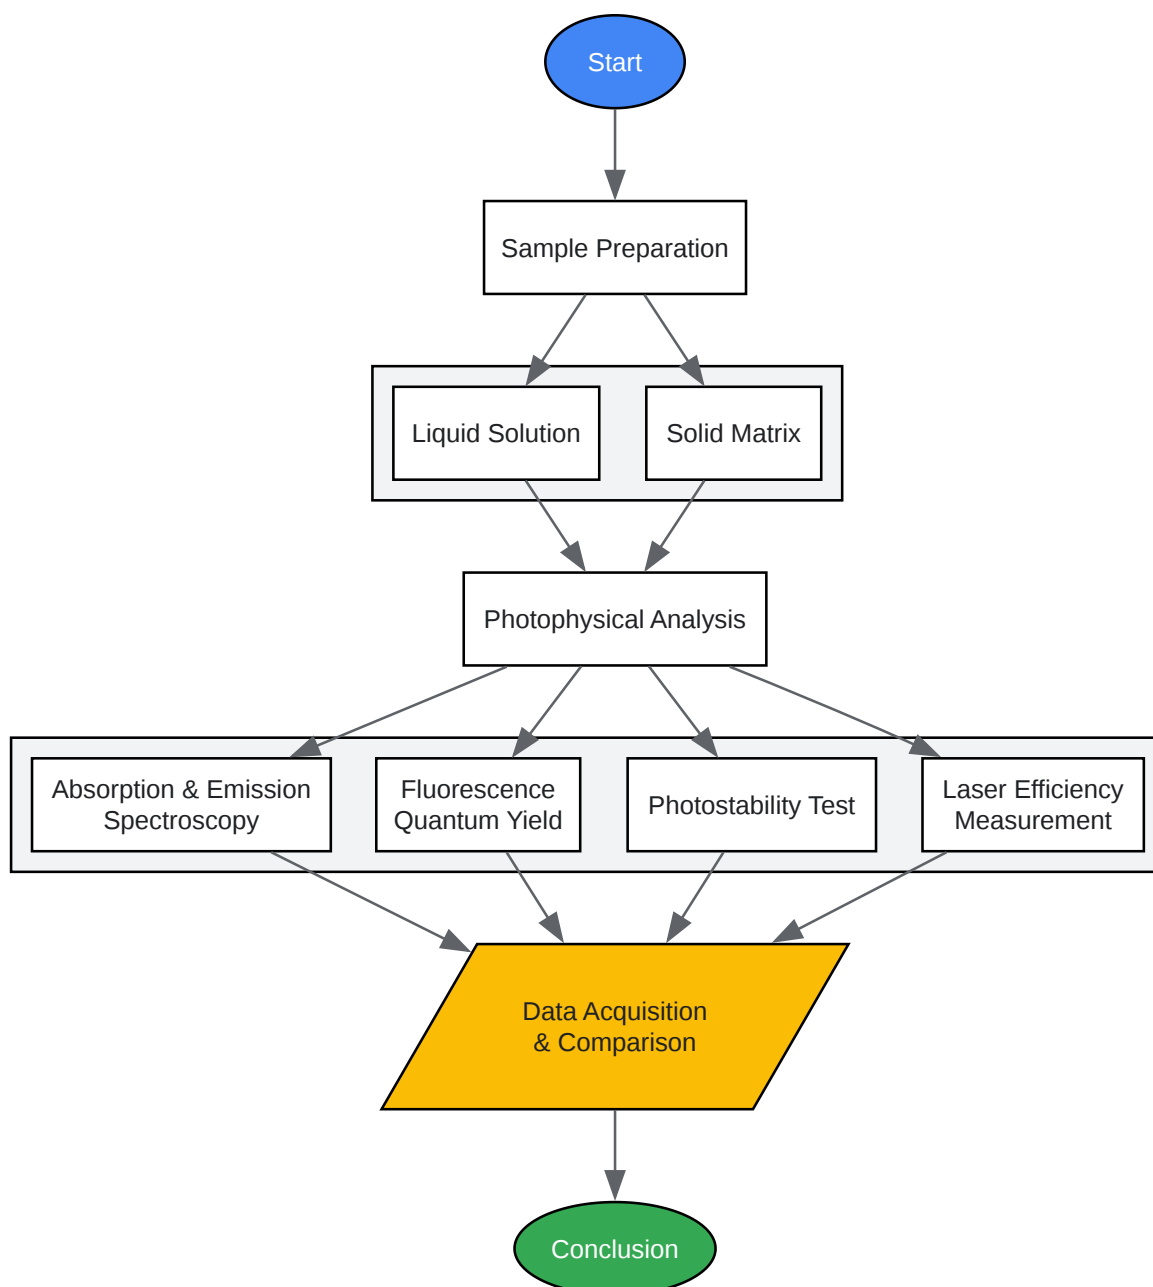 Start
Sample Preparation
Liquid Solution
Solid Matrix
Photophysical Analysis
Absorption & Emission
Spectroscopy
Fluorescence
Quantum Yield
Photostability Test
Laser Efficiency
Measurement
Data Acquisition
& Comparison
Conclusion